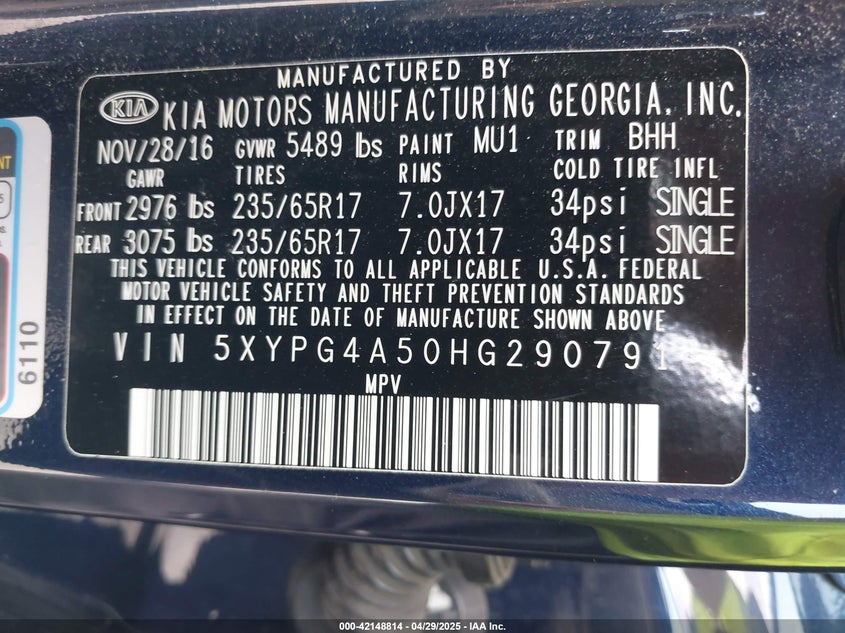 MANUFACTURED BY
KIA KIA MOTORS MANUFACTURING GEORGIA, INC.
NOV/28/16 GVWR 5489 lbs PAINT MU1 TRIM BHH
GAWR TIRES RIMS COLD TIRE INFL
FRONT 2976 lbs 235/65R17 7.0JX17 34psi SINGLE
REAR 3075 lbs 235/65R17 7.0JX17 34psi SINGLE
THIS VEHICLE CONFORMS TO ALL APPLICABLE U.S.A. FEDERAL
MOTOR VEHICLE SAFETY AND THEFT PREVENTION STANDARDS
IN EFFECT ON THE DATE OF MANUFACTURE SHOWN ABOVE
VIN 5XYPG4A50HG290791
MPV
6110
000-42148814 - 04/29/2025 - IAA Inc.